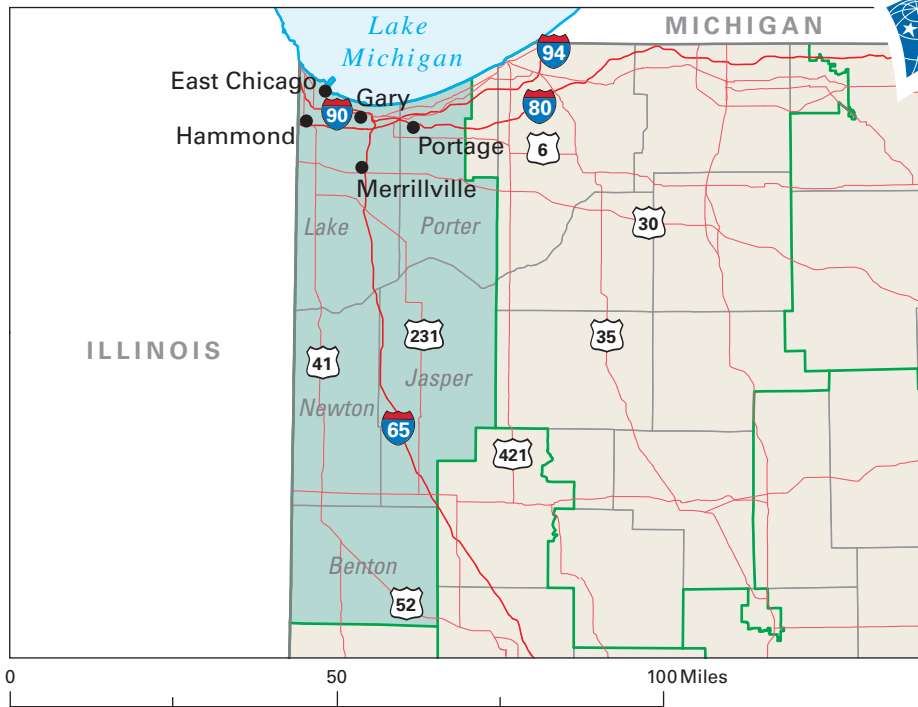 Lake
Michigan
MICHIGAN
94
East Chicago
Gary
90
80
Hammond
Portage
6
Merrillville
Lake
Porter
30
231
35
ILLINOIS
41
Jasper
Newton
65
421
Benton
52
0
50
100 Miles